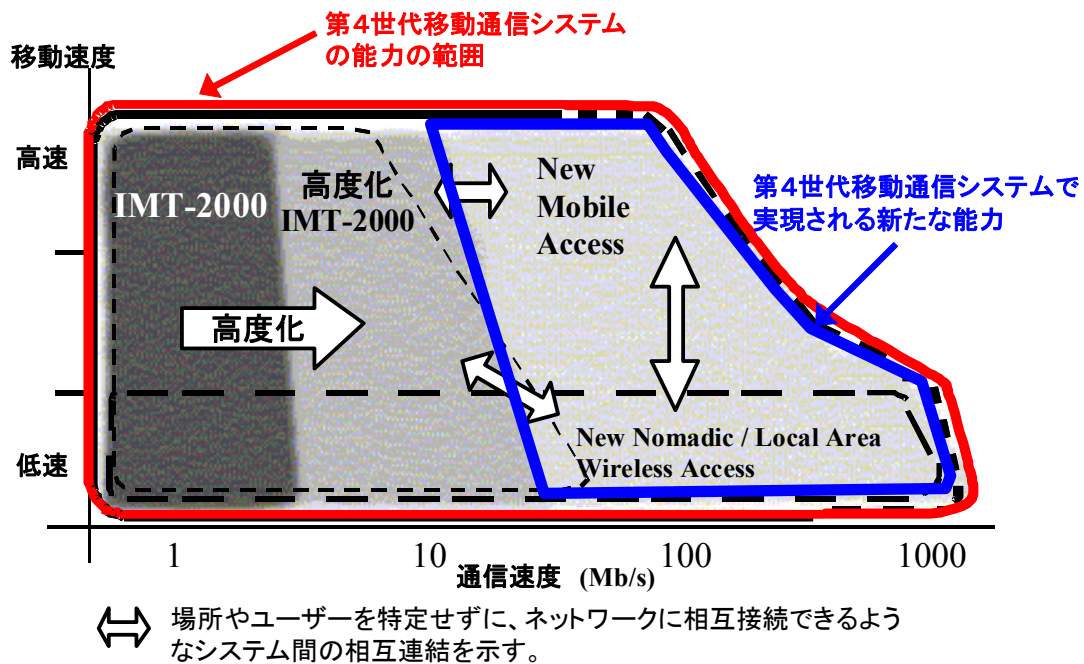 第4世代移動通信システム
の能力の範囲
移動速度
高速
IMT-2000
高度化
IMT-2000
New
Mobile
Access
第4世代移動通信システムで
実現される新たな能力
高度化
New Nomadic / Local Area
Wireless Access
低速
1
10
100
1000
通信速度 (Mb/s)
場所やユーザーを特定せずに、ネットワークに相互接続できるよう
なシステム間の相互連結を示す。